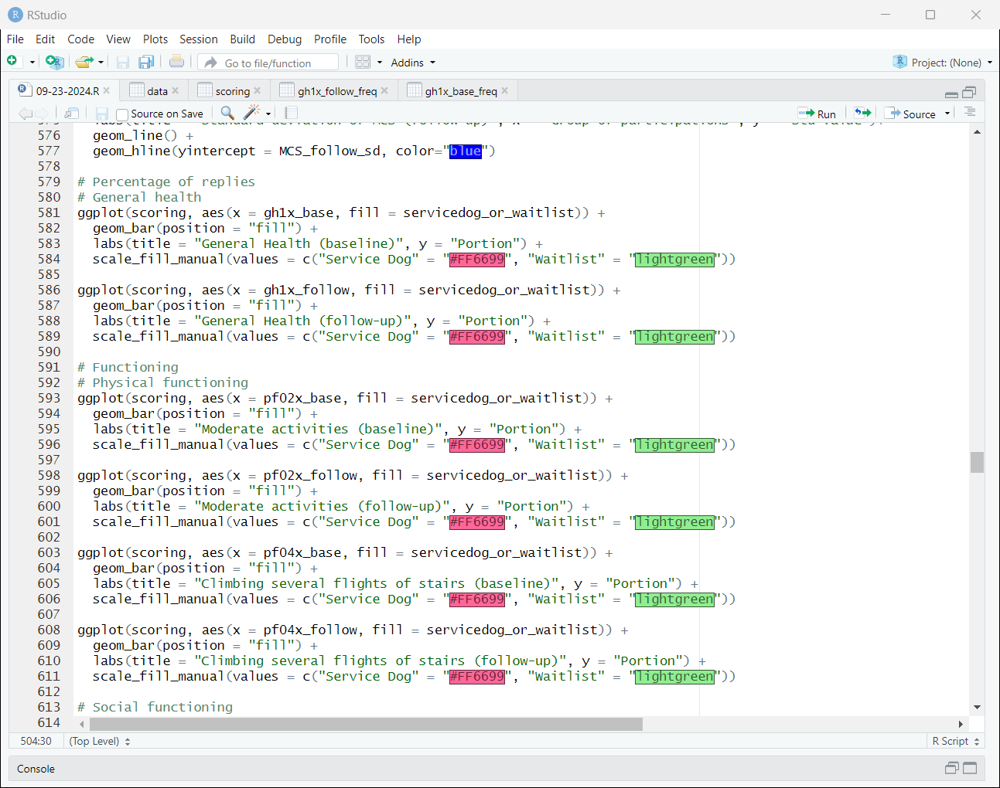 RStudio
File Edit Code View Plots Session Build Debug Profile Tools Help
Go to file/function Addins Project: (None)
09-23-2024.R data scoring gh1x_follow_freq gh1x_base_freq
Source on Save Run Source
576 geom_line() +
577 geom_hline(yintercept = MCS_follow_sd, color="blue")
578
579 # Percentage of replies
580 # General health
581 ggplot(scoring, aes(x = gh1x_base, fill = servicedog_or_waitlist)) +
582 geom_bar(position = "fill") +
583 labs(title = "General Health (baseline)", y = "Portion") +
584 scale_fill_manual(values = c("Service Dog" = "#FF6699", "Waitlist" = "lightgreen"))
585
586 ggplot(scoring, aes(x = gh1x_follow, fill = servicedog_or_waitlist)) +
587 geom_bar(position = "fill") +
588 labs(title = "General Health (follow-up)", y = "Portion") +
589 scale_fill_manual(values = c("Service Dog" = "#FF6699", "Waitlist" = "lightgreen"))
590
591 # Functioning
592 # Physical functioning
593 ggplot(scoring, aes(x = pf02x_base, fill = servicedog_or_waitlist)) +
594 geom_bar(position = "fill") +
595 labs(title = "Moderate activities (baseline)", y = "Portion") +
596 scale_fill_manual(values = c("Service Dog" = "#FF6699", "Waitlist" = "lightgreen"))
597
598 ggplot(scoring, aes(x = pf02x_follow, fill = servicedog_or_waitlist)) +
599 geom_bar(position = "fill") +
600 labs(title = "Moderate activities (follow-up)", y = "Portion") +
601 scale_fill_manual(values = c("Service Dog" = "#FF6699", "Waitlist" = "lightgreen"))
602
603 ggplot(scoring, aes(x = pf04x_base, fill = servicedog_or_waitlist)) +
604 geom_bar(position = "fill") +
605 labs(title = "Climbing several flights of stairs (baseline)", y = "Portion") +
606 scale_fill_manual(values = c("Service Dog" = "#FF6699", "Waitlist" = "lightgreen"))
607
608 ggplot(scoring, aes(x = pf04x_follow, fill = servicedog_or_waitlist)) +
609 geom_bar(position = "fill") +
610 labs(title = "Climbing several flights of stairs (follow-up)", y = "Portion") +
611 scale_fill_manual(values = c("Service Dog" = "#FF6699", "Waitlist" = "lightgreen"))
612
613 # Social functioning
614
504:30 (Top Level) R Script
Console